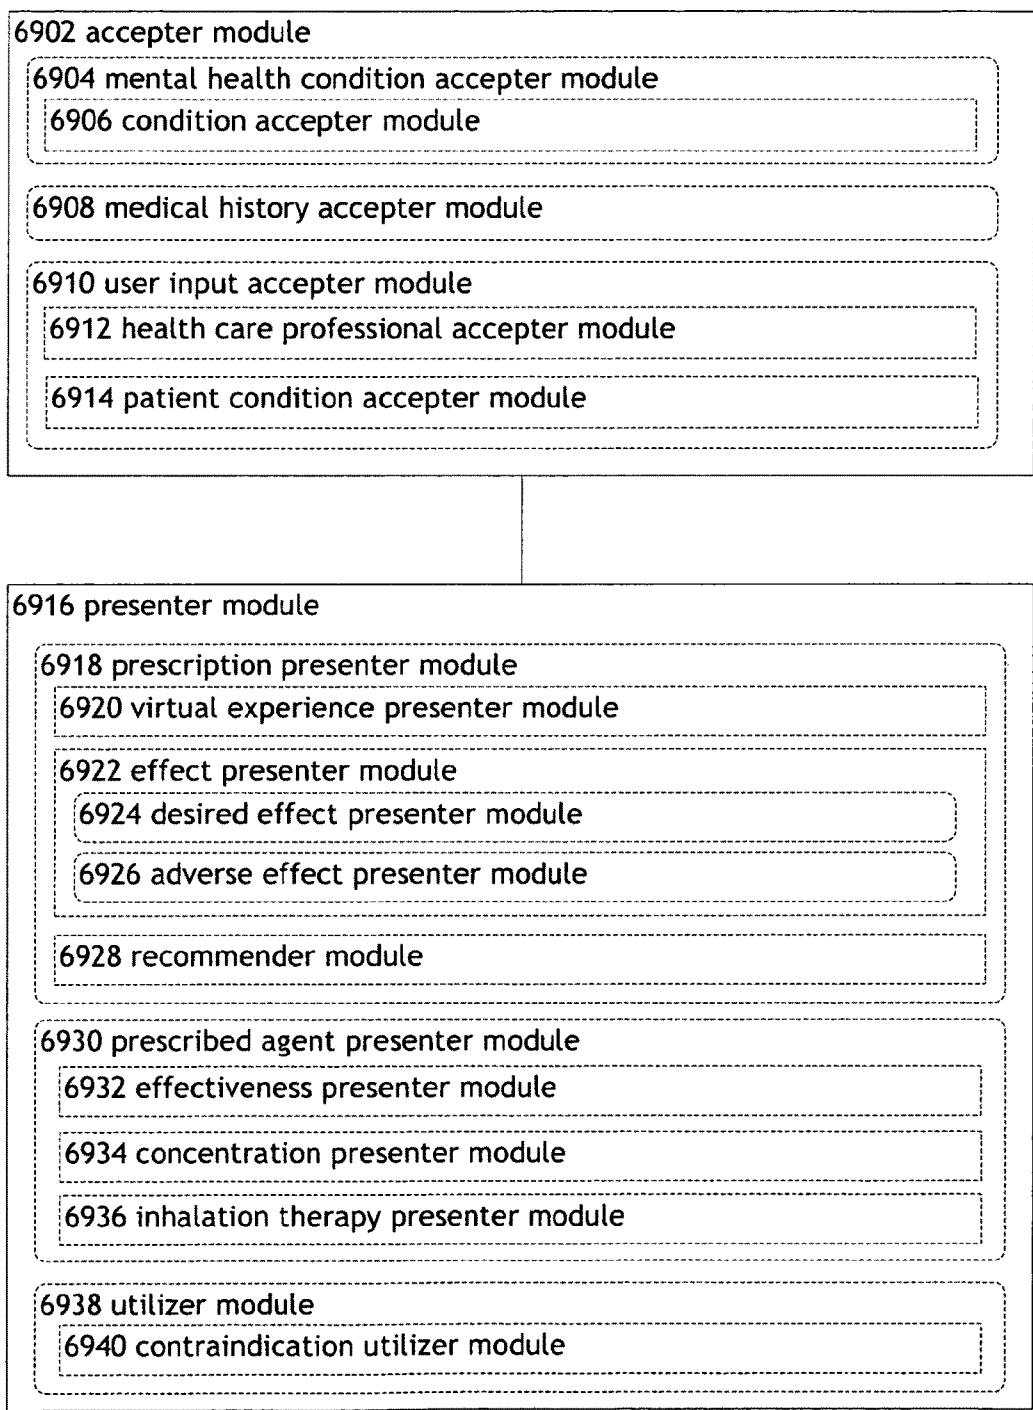 6902 accepter module
6904 mental health condition accepter module
6906 condition accepter module
6908 medical history accepter module
6910 user input accepter module
6912 health care professional accepter module
6914 patient condition accepter module
6916 presenter module
6918 prescription presenter module
6920 virtual experience presenter module
6922 effect presenter module
6924 desired effect presenter module
6926 adverse effect presenter module
6928 recommender module
6930 prescribed agent presenter module
6932 effectiveness presenter module
6934 concentration presenter module
6936 inhalation therapy presenter module
6938 utilizer module
6940 contraindication utilizer module